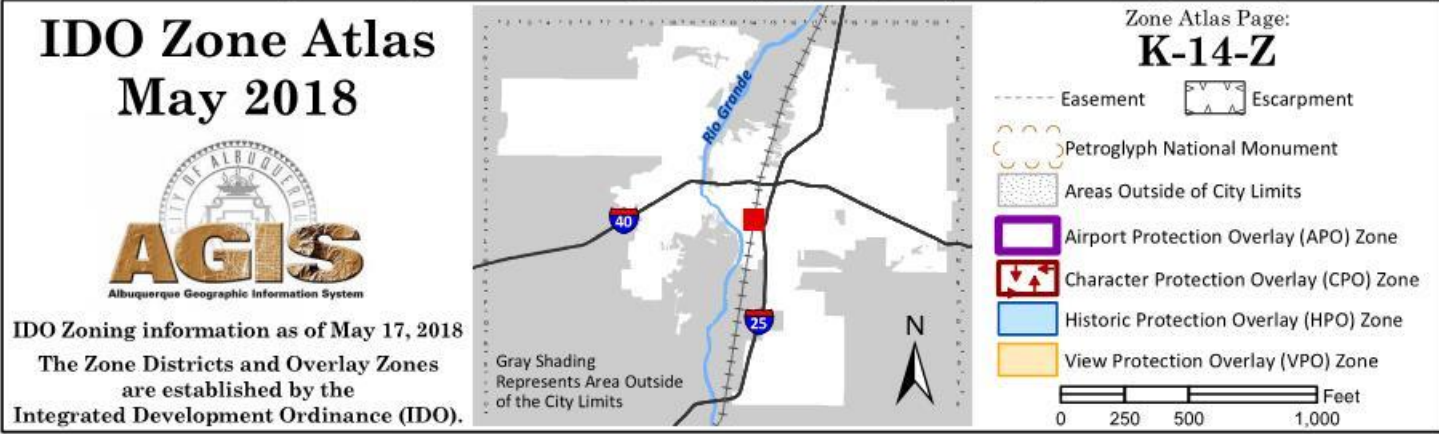 IDO Zone Atlas
May 2018
CITY OF ALBUQUERQUE
AGIS
Albuquerque Geographic Information System
IDO Zoning information as of May 17, 2018
The Zone Districts and Overlay Zones
are established by the
Integrated Development Ordinance (IDO).
Rio Grande
40
25
Gray Shading
Represents Area Outside
of the City Limits
N
Zone Atlas Page:
K-14-Z
Easement
Escarpment
Petroglyph National Monument
Areas Outside of City Limits
Airport Protection Overlay (APO) Zone
Character Protection Overlay (CPO) Zone
Historic Protection Overlay (HPO) Zone
View Protection Overlay (VPO) Zone
Feet
0 250 500 1,000